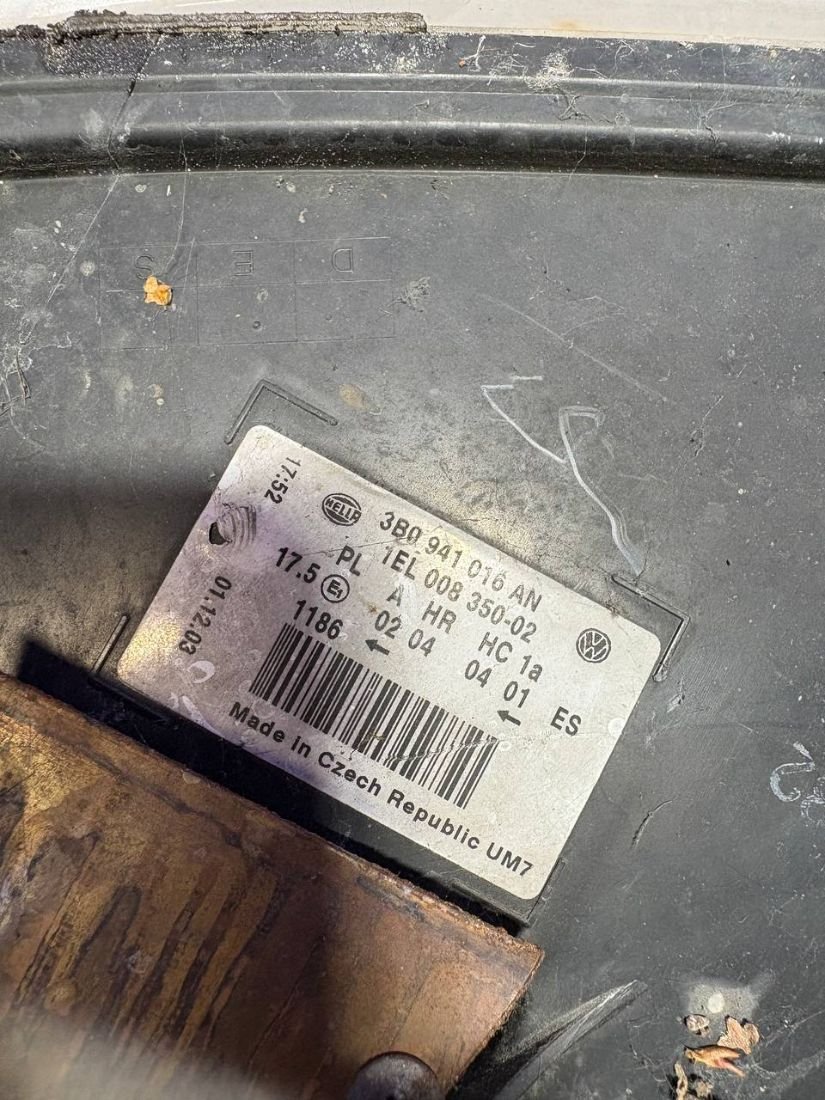 D E S
17:52
HELLA
3B0 941 016 AN
PL 1EL 008 350-02
17.5 E1 A HR HC 1a
1186 02 04 04 01 ES
← ←
01.12.03
Made in Czech Republic UM7